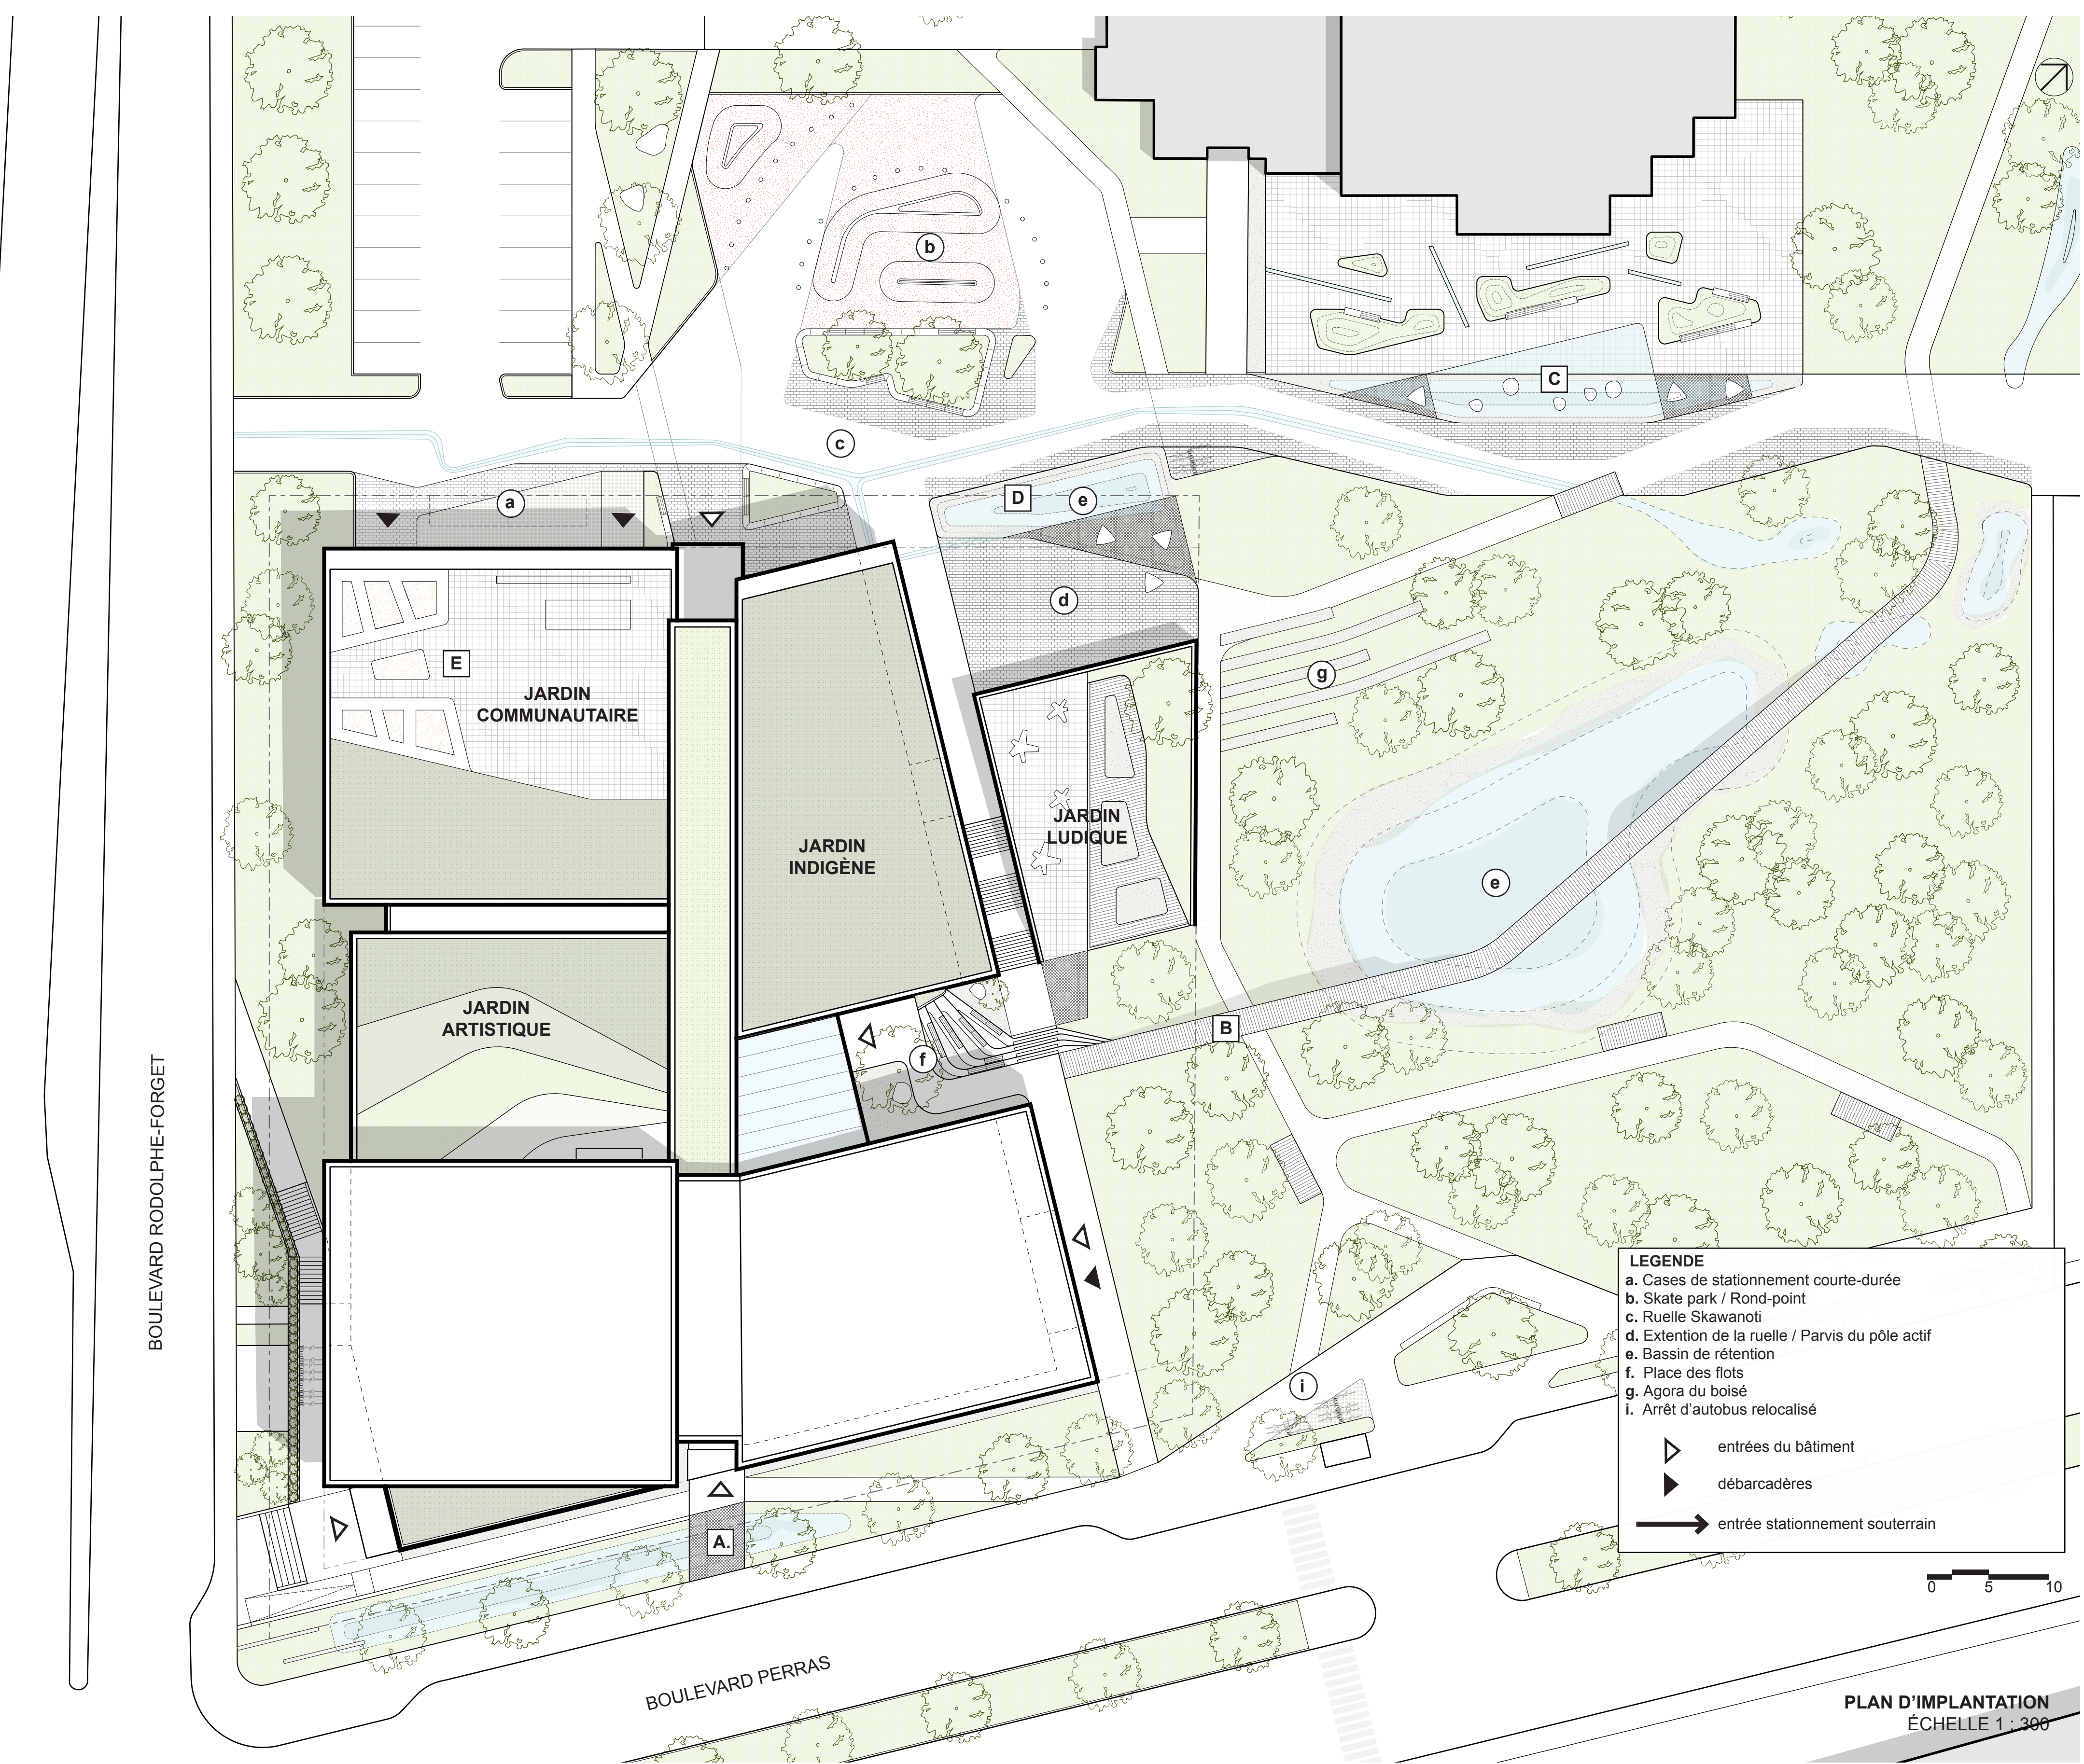 b
C
c
D
e
a
d
E
JARDIN
COMMUNAUTAIRE
g
JARDIN
LUDIQUE
JARDIN
INDIGÈNE
e
JARDIN
ARTISTIQUE
B
f
BOULEVARD RODOLPHE-FORGET
LEGENDE
a. Cases de stationnement courte-durée
b. Skate park / Rond-point
c. Ruelle Skawanoti
d. Extention de la ruelle / Parvis du pôle actif
e. Bassin de rétention
f. Place des flots
g. Agora du boisé
i. Arrêt d'autobus relocalisé
entrées du bâtiment
débarcadères
entrée stationnement souterrain
i
A.
0 5 10
BOULEVARD PERRAS
PLAN D'IMPLANTATION
ÉCHELLE 1 : 300